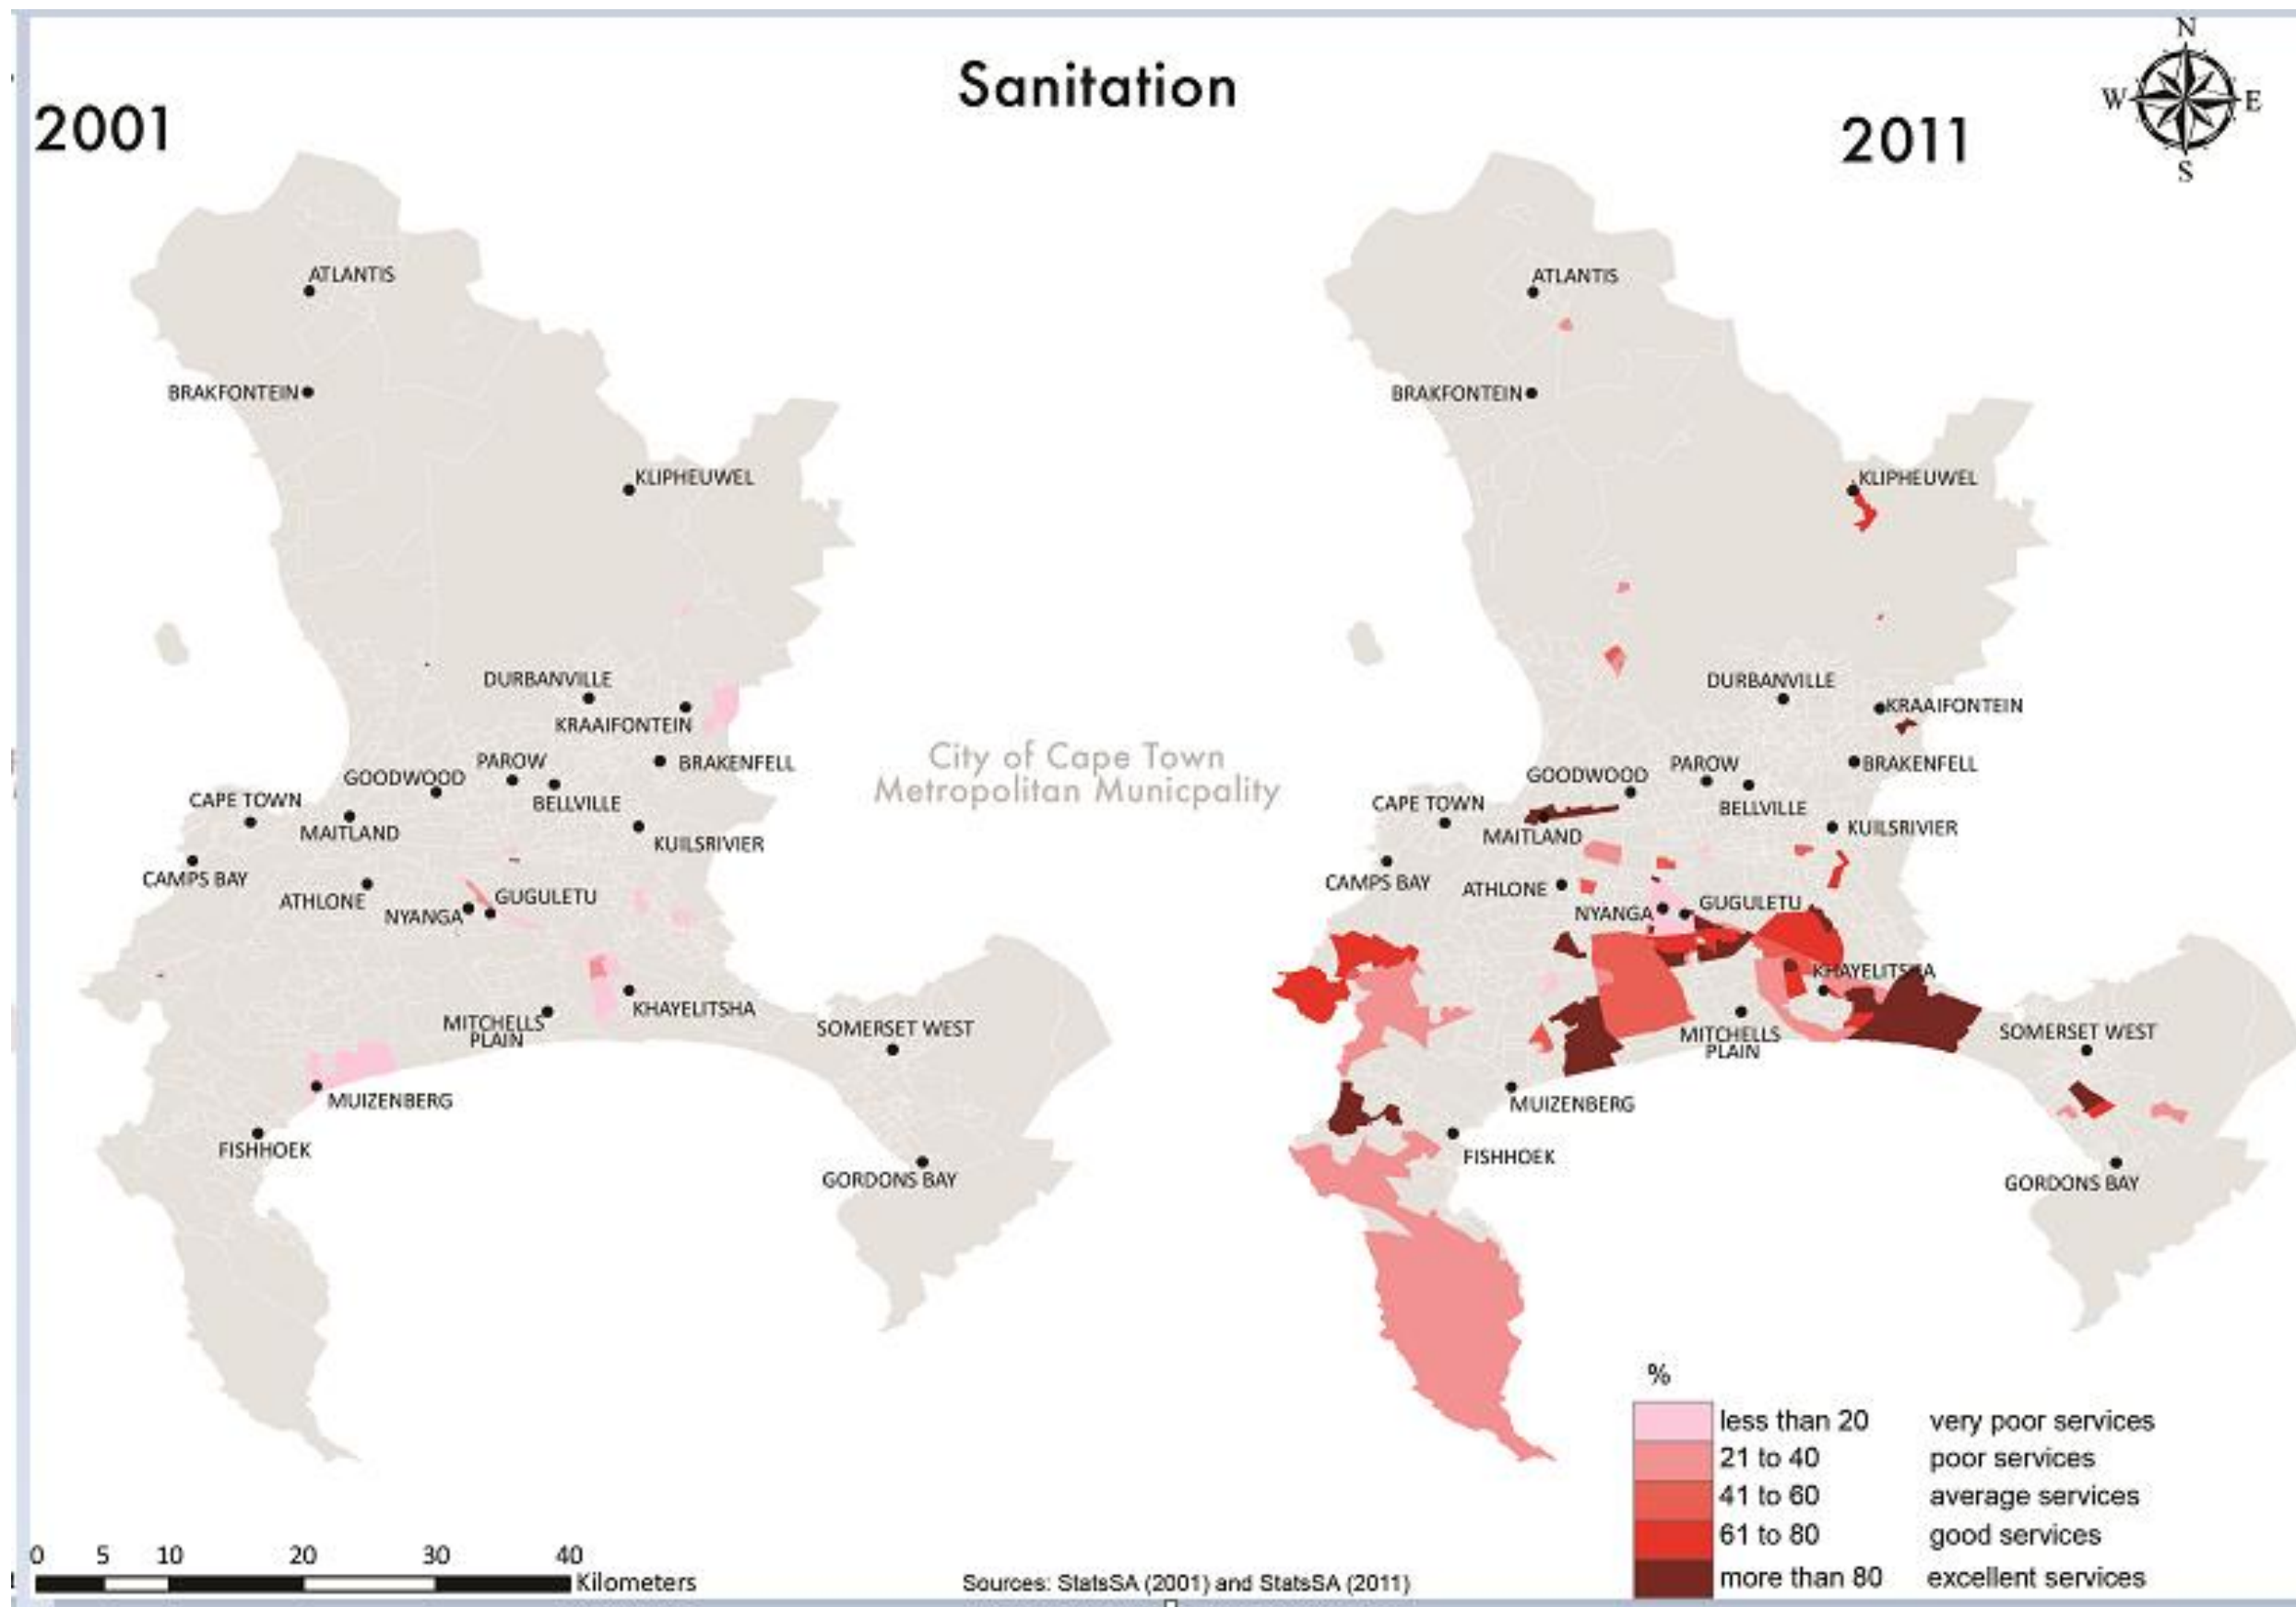 Sanitation
2001
2011
N
W
E
S
ATLANTIS
BRAKFONTEIN
KLIPHEUWEL
DURBANVILLE
KRAAIFONTEIN
PAROW
BRAKENFELL
GOODWOOD
BELLVILLE
CAPE TOWN
MAITLAND
KUILSRIVIER
CAMPS BAY
ATHLONE
GUGULETU
NYANGA
KHAYELITSHA
MITCHELLS
PLAIN
SOMERSET WEST
MUIZENBERG
FISHHOEK
GORDONS BAY
City of Cape Town
Metropolitan Municpality
ATLANTIS
BRAKFONTEIN
KLIPHEUWEL
DURBANVILLE
KRAAIFONTEIN
PAROW
BRAKENFELL
GOODWOOD
BELLVILLE
CAPE TOWN
MAITLAND
KUILSRIVIER
CAMPS BAY
ATHLONE
GUGULETU
NYANGA
KHAYELITSHA
MITCHELLS
PLAIN
SOMERSET WEST
MUIZENBERG
FISHHOEK
GORDONS BAY
%
less than 20 very poor services
21 to 40 poor services
41 to 60 average services
61 to 80 good services
more than 80 excellent services
0 5 10 20 30 40
Kilometers
Sources: StatsSA (2001) and StatsSA (2011)